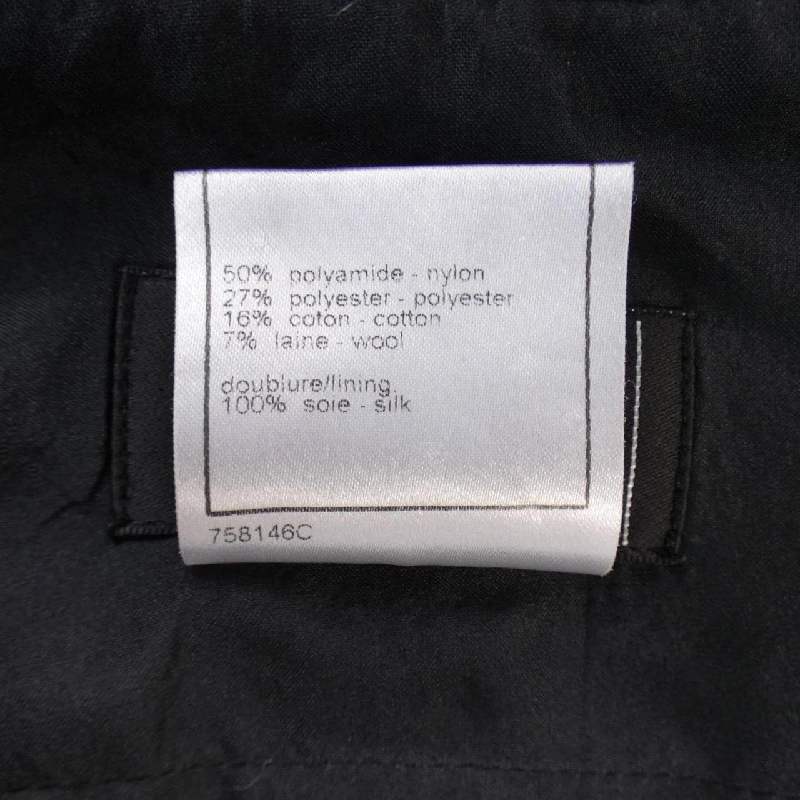 50% polyamide - nylon
27% polyester - polyester
16% coton - cotton
7% laine - wool
doublure/lining.
100% soie - silk
758146C